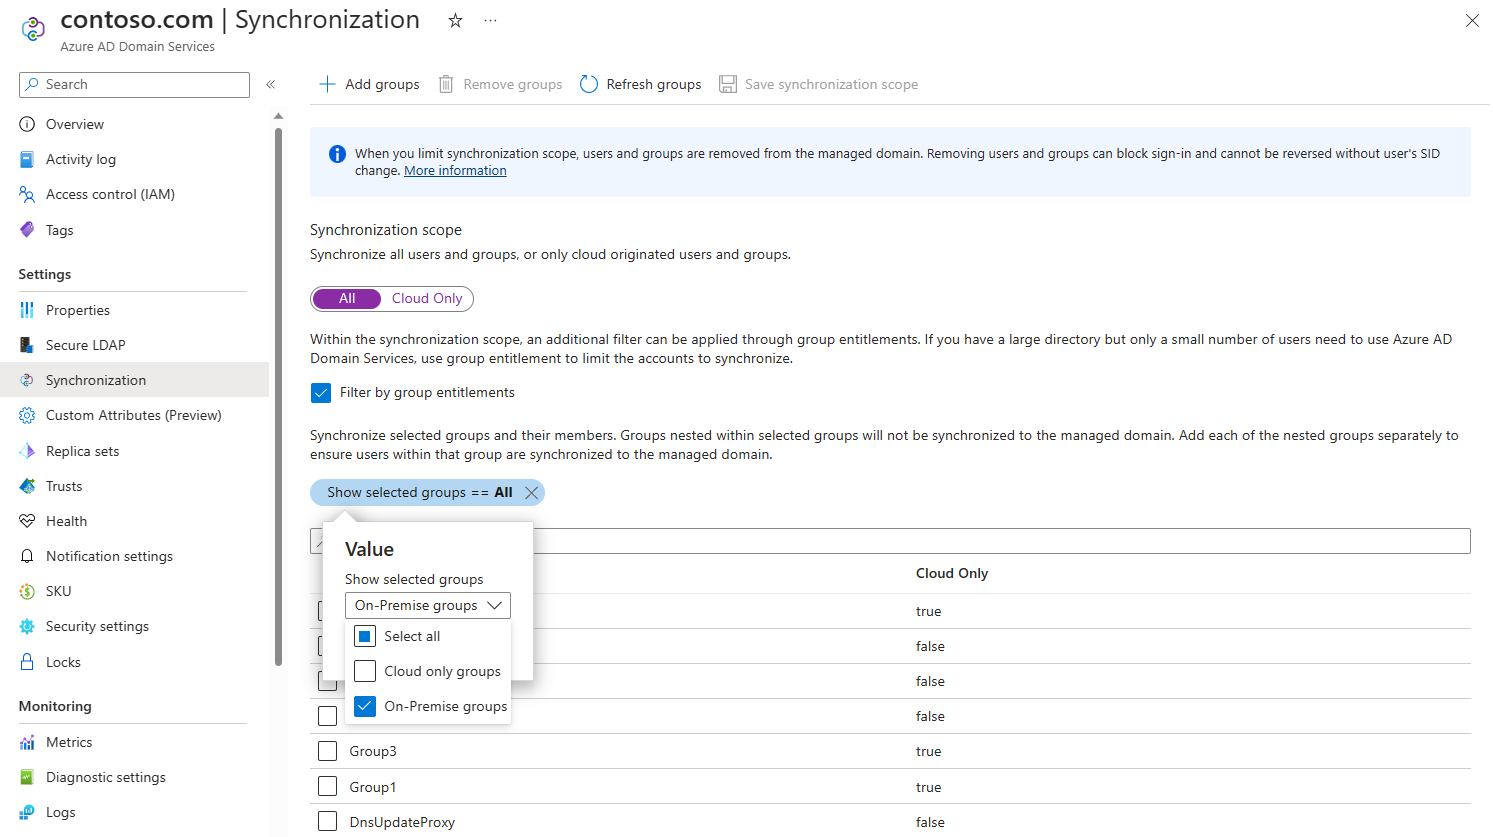 contoso.com | Synchronization
Azure AD Domain Services
Search
Overview
Activity log
Access control (IAM)
Tags
Settings
Properties
Secure LDAP
Synchronization
Custom Attributes (Preview)
Replica sets
Trusts
Health
Notification settings
SKU
Security settings
Locks
Monitoring
Metrics
Diagnostic settings
Logs
Add groups
Remove groups
Refresh groups
Save synchronization scope
When you limit synchronization scope, users and groups are removed from the managed domain. Removing users and groups can block sign-in and cannot be reversed without user's SID
change. More information
Synchronization scope
Synchronize all users and groups, or only cloud originated users and groups.
All Cloud Only
Within the synchronization scope, an additional filter can be applied through group entitlements. If you have a large directory but only a small number of users need to use Azure AD
Domain Services, use group entitlement to limit the accounts to synchronize.
Filter by group entitlements
Synchronize selected groups and their members. Groups nested within selected groups will not be synchronized to the managed domain. Add each of the nested groups separately to
ensure users within that group are synchronized to the managed domain.
Show selected groups == All
Value
Show selected groups
On-Premise groups
Select all
Cloud only groups
On-Premise groups
Cloud Only
true
false
false
false
Group3 true
Group1 true
DnsUpdateProxy false